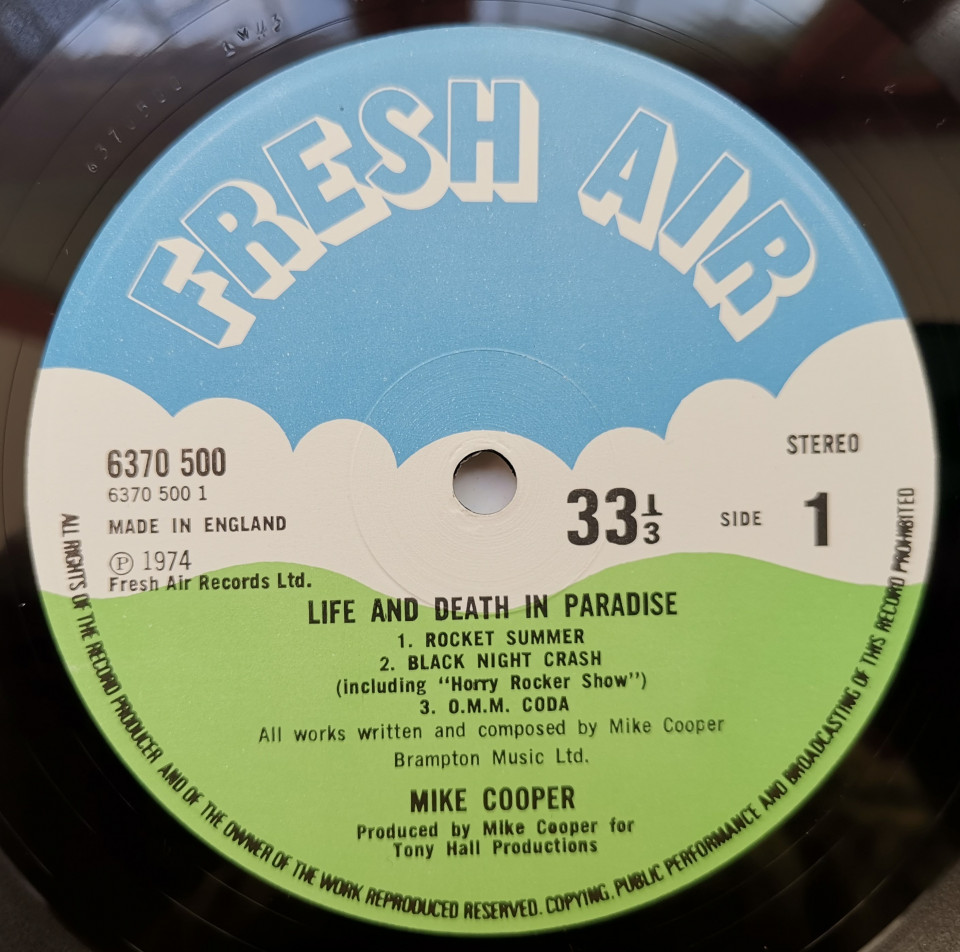 FRESH AIR
6370 500
6370 500 1
MADE IN ENGLAND
Ⓟ 1974
Fresh Air Records Ltd.
STEREO
33 1/3
SIDE 1
LIFE AND DEATH IN PARADISE
1. ROCKET SUMMER
2. BLACK NIGHT CRASH
(including "Horry Rocker Show")
3. O.M.M. CODA
All works written and composed by Mike Cooper
Brampton Music Ltd.
MIKE COOPER
Produced by Mike Cooper for
Tony Hall Productions
ALL RIGHTS OF THE RECORD PRODUCER AND OF THE OWNER OF THE WORK REPRODUCED RESERVED. COPYING, PUBLIC PERFORMANCE AND BROADCASTING OF THIS RECORD PROHIBITED